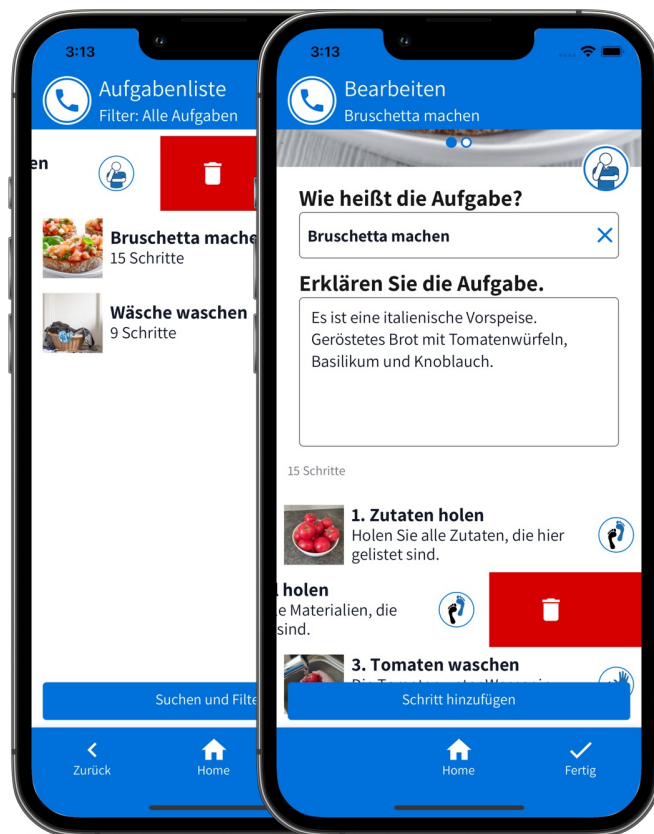 3:13
Aufgabenliste
Filter: Alle Aufgaben
en
Bruschetta mache
15 Schritte
Wäsche waschen
9 Schritte
Suchen und Filte
Zurück
Home
3:13
Bearbeiten
Bruschetta machen
Wie heißt die Aufgabe?
Bruschetta machen
Erklären Sie die Aufgabe.
Es ist eine italienische Vorspeise.
Geröstetes Brot mit Tomatenwürfeln,
Basilikum und Knoblauch.
15 Schritte
1. Zutaten holen
Holen Sie alle Zutaten, die hier
gelistet sind.
l holen
e Materialien, die
sind.
3. Tomaten waschen
Schritt hinzufügen
Home
Fertig